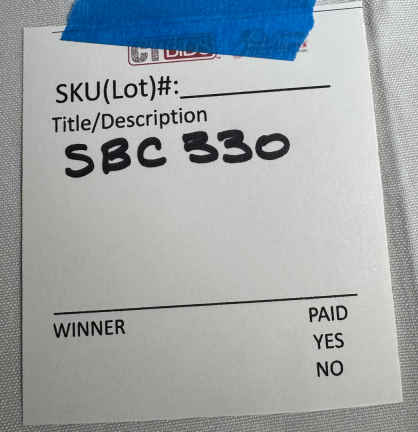 SKU(Lot)#:
Title/Description
SBC 330
WINNER
PAID
YES
NO